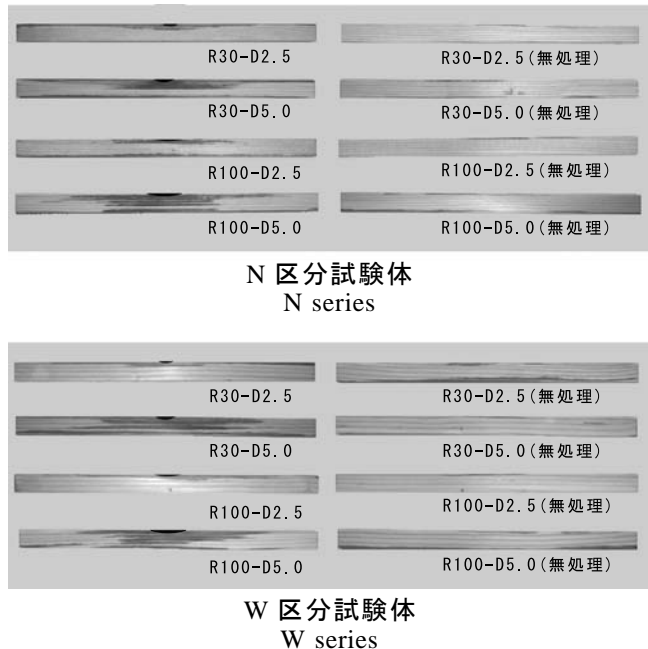 R30-D2.5
R30-D2.5(無処理)
R30-D5.0
R30-D5.0(無処理)
R100-D2.5
R100-D2.5(無処理)
R100-D5.0
R100-D5.0(無処理)
N 区分試験体
N series
R30-D2.5
R30-D2.5(無処理)
R30-D5.0
R30-D5.0(無処理)
R100-D2.5
R100-D2.5(無処理)
R100-D5.0
R100-D5.0(無処理)
W 区分試験体
W series